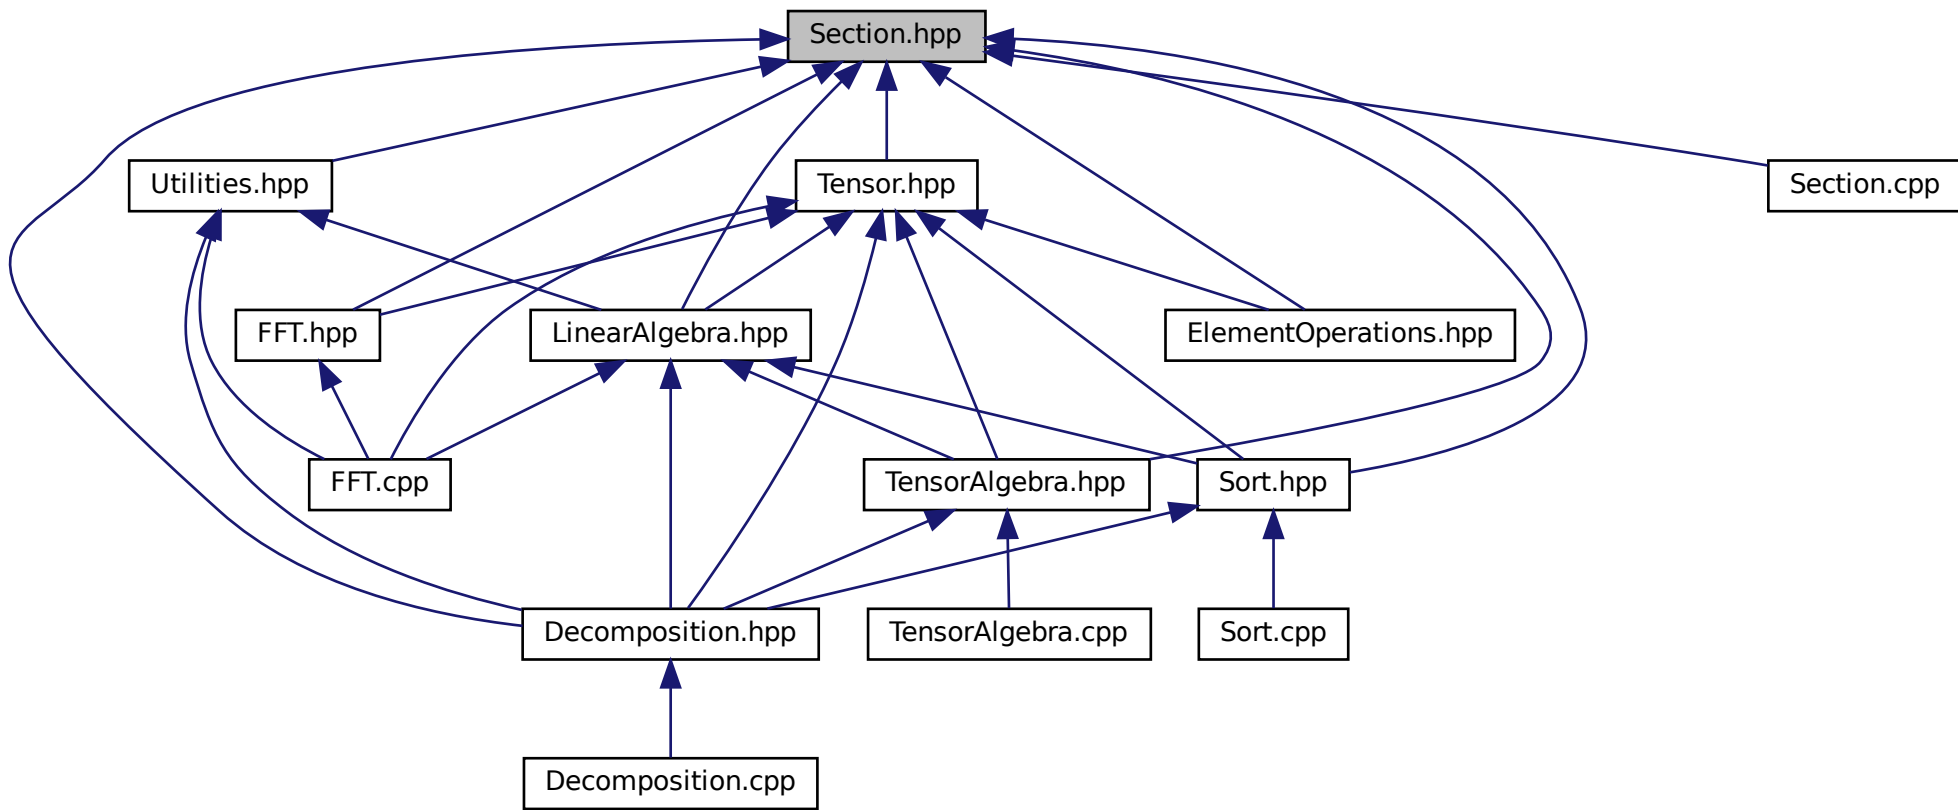 Section.hpp
Utilities.hpp
Tensor.hpp
Section.cpp
FFT.hpp
LinearAlgebra.hpp
ElementOperations.hpp
FFT.cpp
TensorAlgebra.hpp
Sort.hpp
Decomposition.hpp
TensorAlgebra.cpp
Sort.cpp
Decomposition.cpp